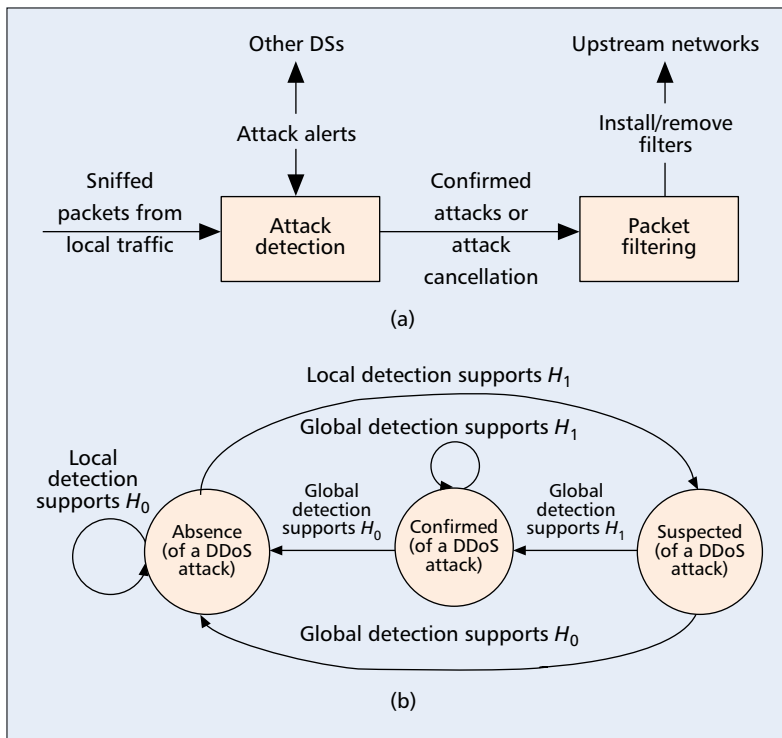 Other DSs
Upstream networks
Attack alerts
Install/remove
filters
Sniffed
packets from
local traffic
Attack
detection
Confirmed
attacks or
attack
cancellation
Packet
filtering
(a)
Local detection supports H1
Global detection supports H1
Local
detection
supports H0
Absence
(of a DDoS
attack)
Global
detection
supports H0
Confirmed
(of a DDoS
attack)
Global
detection
supports H1
Suspected
(of a DDoS
attack)
Global detection supports H0
(b)